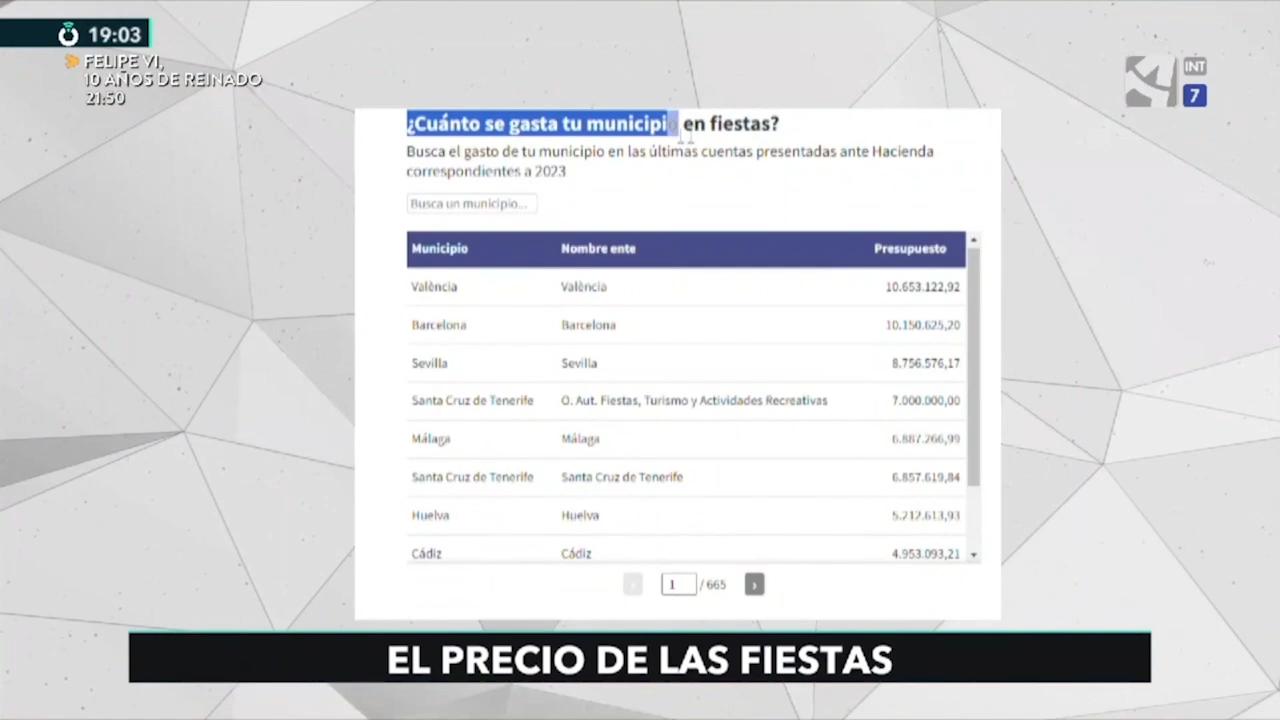 19:03
FELIPE VI,
10 AÑOS DE REINADO
21:50
INT
7
¿Cuánto se gasta tu municipio en fiestas?
Busca el gasto de tu municipio en las últimas cuentas presentadas ante Hacienda
correspondientes a 2023
Busca un municipio...
Municipio Nombre ente Presupuesto
València València 10.653.122,92
Barcelona Barcelona 10.150.625,20
Sevilla Sevilla 8.756.576,17
Santa Cruz de Tenerife O. Aut. Fiestas, Turismo y Actividades Recreativas 7.000.000,00
Málaga Málaga 6.887.266,99
Santa Cruz de Tenerife Santa Cruz de Tenerife 6.857.619,84
Huelva Huelva 5.212.613,93
Cádiz Cádiz 4.953.093,21
1 / 665
EL PRECIO DE LAS FIESTAS